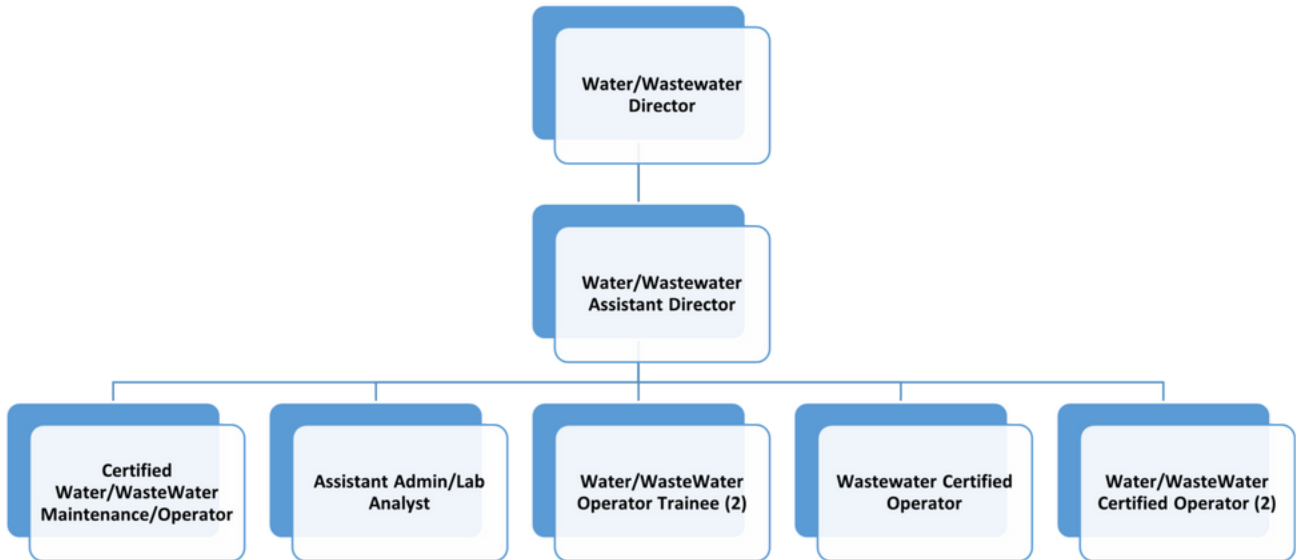 Water/Wastewater
Director
Water/Wastewater
Assistant Director
Certified
Water/WasteWater
Maintenance/Operator
Assistant Admin/Lab
Analyst
Water/WasteWater
Operator Trainee (2)
Wastewater Certified
Operator
Water/WasteWater
Certified Operator (2)